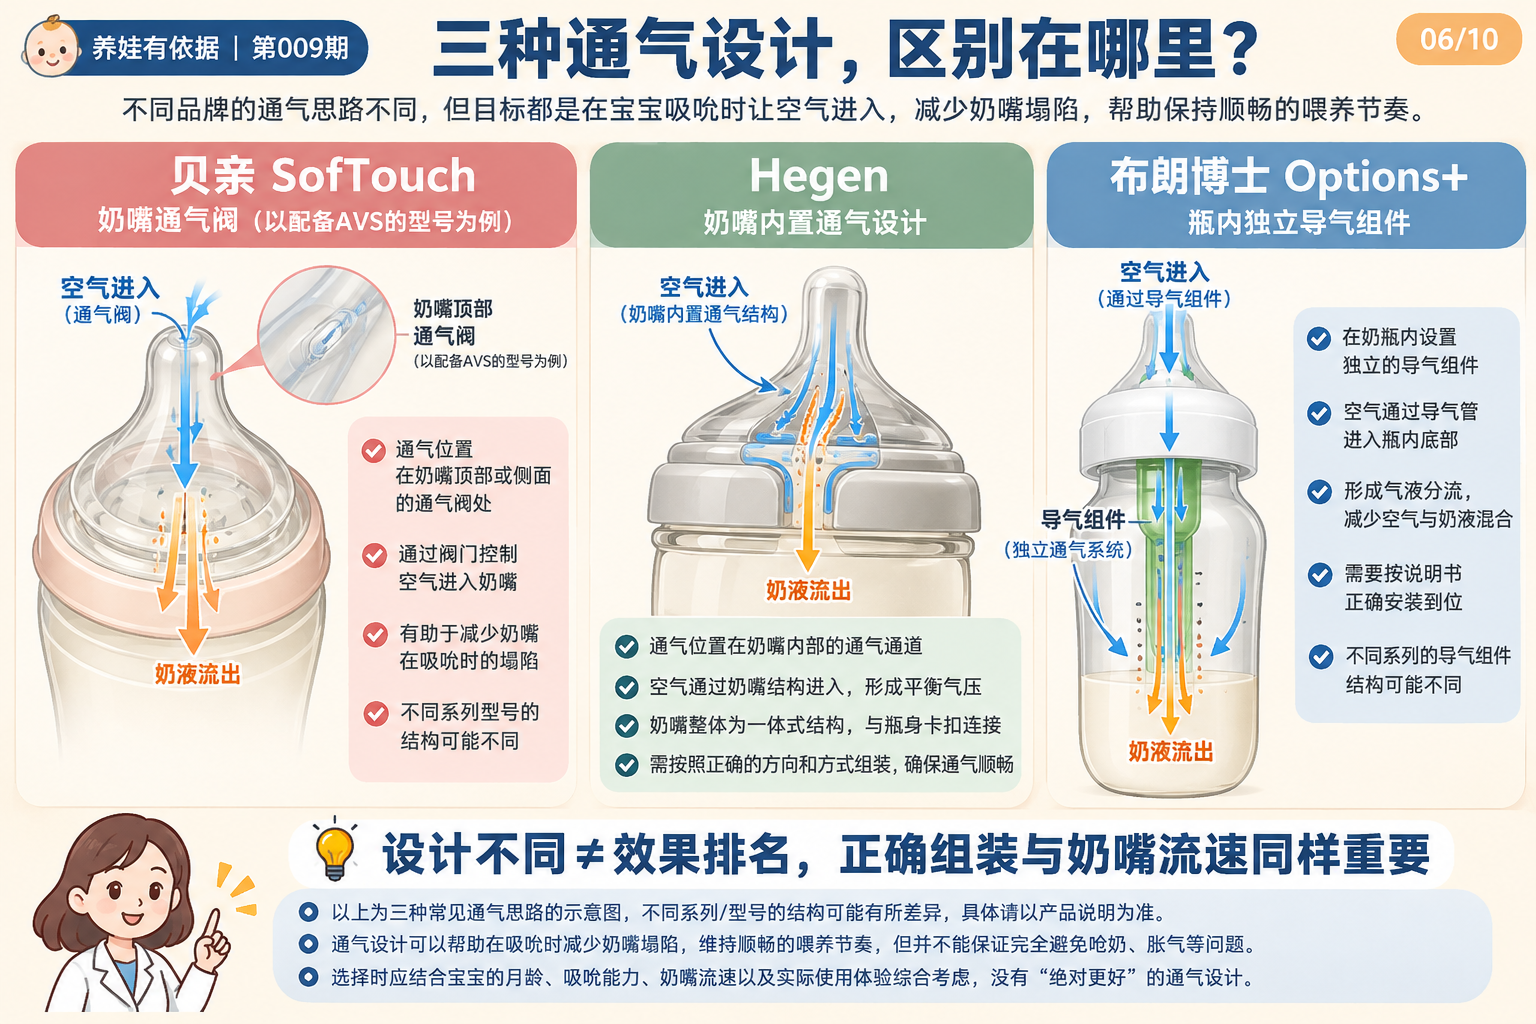 养娃有依据 | 第009期
三种通气设计，区别在哪里？
06/10
不同品牌的通气思路不同，但目标都是在宝宝吸吮时让空气进入，减少奶嘴塌陷，帮助保持顺畅的喂养节奏。
贝亲 SofTouch
奶嘴通气阀（以配备AVS的型号为例）
空气进入
（通气阀）
奶嘴顶部
通气阀
（以配备AVS的型号为例）
通气位置
在奶嘴顶部或侧面
的通气阀处
通过阀门控制
空气进入奶嘴
有助于减少奶嘴
在吸吮时的塌陷
不同系列型号的
结构可能不同
奶液流出
Hegen
奶嘴内置通气设计
空气进入
（奶嘴内置通气结构）
奶液流出
通气位置在奶嘴内部的通气通道
空气通过奶嘴结构进入，形成平衡气压
奶嘴整体为一体式结构，与瓶身卡扣连接
需按照正确的方向和方式组装，确保通气顺畅
布朗博士 Options+
瓶内独立导气组件
空气进入
（通过导气组件）
导气组件
（独立通气系统）
奶液流出
在奶瓶内设置
独立的导气组件
空气通过导气管
进入瓶内底部
形成气液分流，
减少空气与奶液混合
需要按说明书
正确安装到位
不同系列的导气组件
结构可能不同
设计不同≠效果排名，正确组装与奶嘴流速同样重要
以上为三种常见通气思路的示意图，不同系列/型号的结构可能有所差异，具体请以产品说明为准。
通气设计可以帮助在吸吮时减少奶嘴塌陷，维持顺畅的喂养节奏，但并不能保证完全避免呛奶、胀气等问题。
选择时应结合宝宝的月龄、吸吮能力、奶嘴流速以及实际使用体验综合考虑，没有“绝对更好”的通气设计。